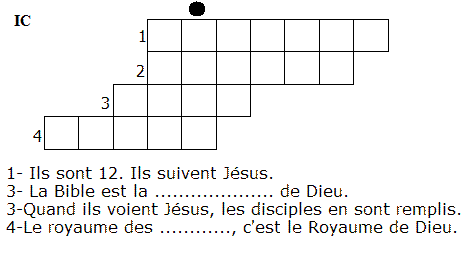 IC
1
2
3
4
1- Ils sont 12. Ils suivent Jésus.
3- La Bible est la .................... de Dieu.
3-Quand ils voient Jésus, les disciples en sont remplis.
4-Le royaume des ............, c'est le Royaume de Dieu.